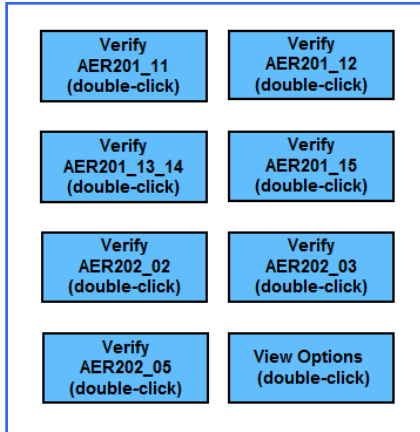 Verify
AER201_11
(double-click)
Verify
AER201_12
(double-click)
Verify
AER201_13_14
(double-click)
Verify
AER201_15
(double-click)
Verify
AER202_02
(double-click)
Verify
AER202_03
(double-click)
Verify
AER202_05
(double-click)
View Options
(double-click)